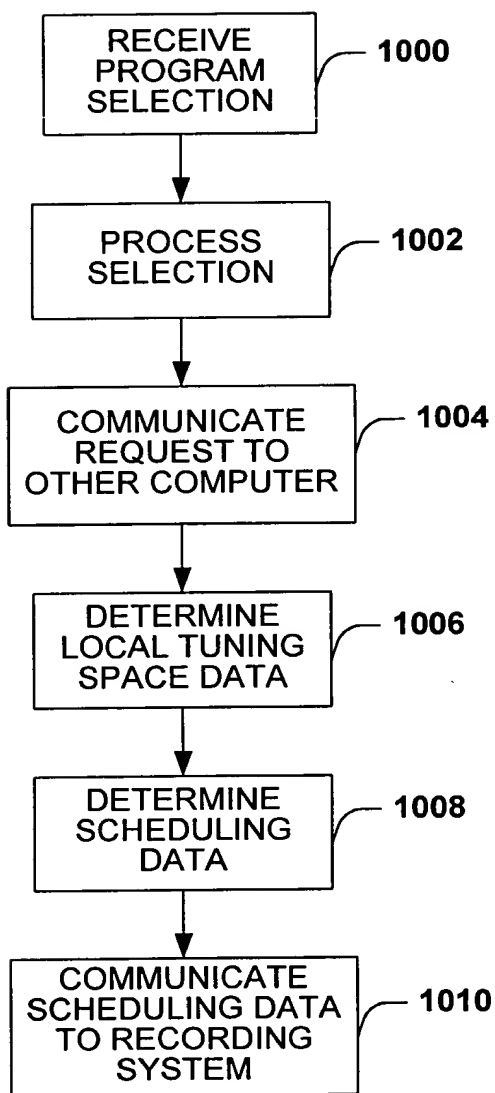 RECEIVE
PROGRAM
SELECTION
1000
PROCESS
SELECTION
1002
COMMUNICATE
REQUEST TO
OTHER COMPUTER
1004
DETERMINE
LOCAL TUNING
SPACE DATA
1006
DETERMINE
SCHEDULING
DATA
1008
COMMUNICATE
SCHEDULING DATA
TO RECORDING
SYSTEM
1010